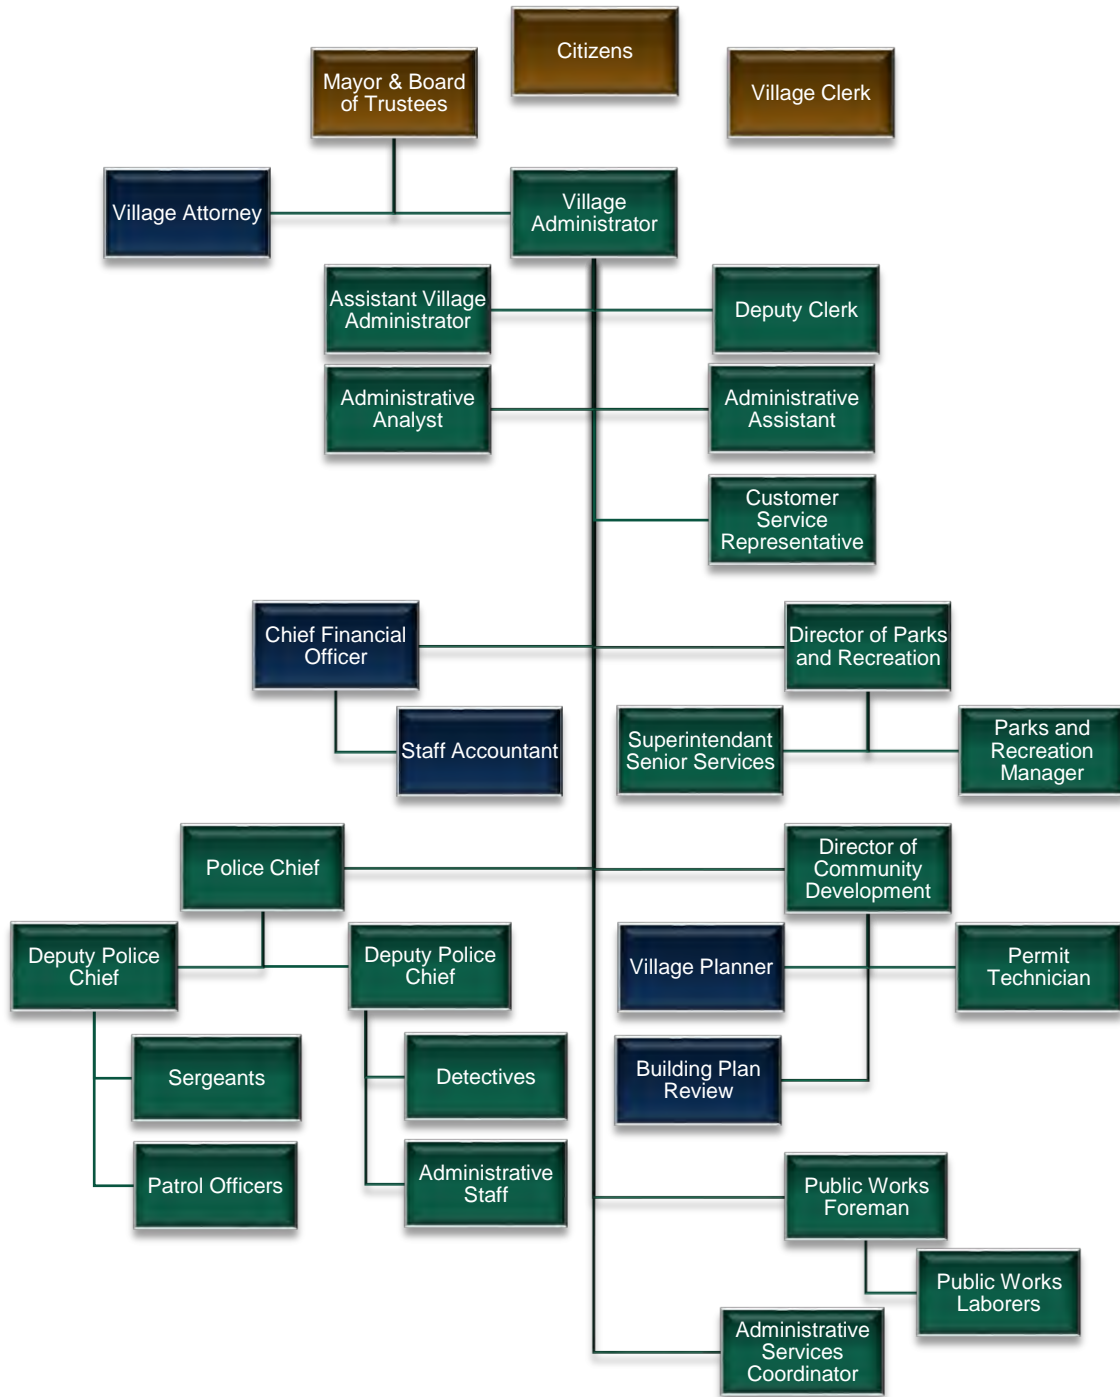 Citizens
Mayor & Board
of Trustees
Village Clerk
Village Attorney
Village
Administrator
Assistant Village
Administrator
Deputy Clerk
Administrative
Analyst
Administrative
Assistant
Customer
Service
Representative
Chief Financial
Officer
Director of Parks
and Recreation
Staff Accountant
Superintendant
Senior Services
Parks and
Recreation
Manager
Police Chief
Director of
Community
Development
Deputy Police
Chief
Deputy Police
Chief
Village Planner
Permit
Technician
Sergeants
Detectives
Building Plan
Review
Patrol Officers
Administrative
Staff
Public Works
Foreman
Public Works
Laborers
Administrative
Services
Coordinator